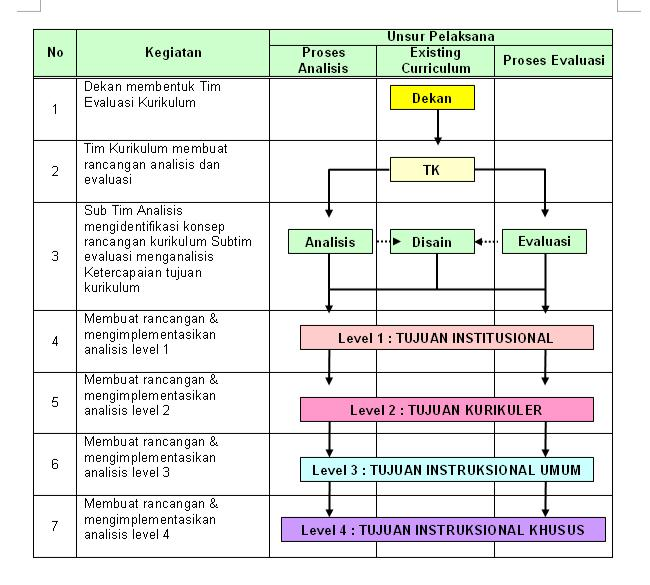 No
Kegiatan
Unsur Pelaksana
Proses
Analisis
Existing
Curriculum
Proses Evaluasi
1
Dekan membentuk Tim
Evaluasi Kurikulum
Dekan
2
Tim Kurikulum membuat
rancangan analisis dan
evaluasi
TK
3
Sub Tim Analisis
mengidentifikasi konsep
rancangan kurikulum Subtim
evaluasi menganalisis
Ketercapaian tujuan
kurikulum
Analisis
Disain
Evaluasi
4
Membuat rancangan &
mengimplementasikan
analisis level 1
Level 1 : TUJUAN INSTITUSIONAL
5
Membuat rancangan &
mengimplementasikan
analisis level 2
Level 2 : TUJUAN KURIKULER
6
Membuat rancangan &
mengimplementasikan
analisis level 3
Level 3 : TUJUAN INSTRUKSIONAL UMUM
7
Membuat rancangan &
mengimplementasikan
analisis level 4
Level 4 : TUJUAN INSTRUKSIONAL KHUSUS